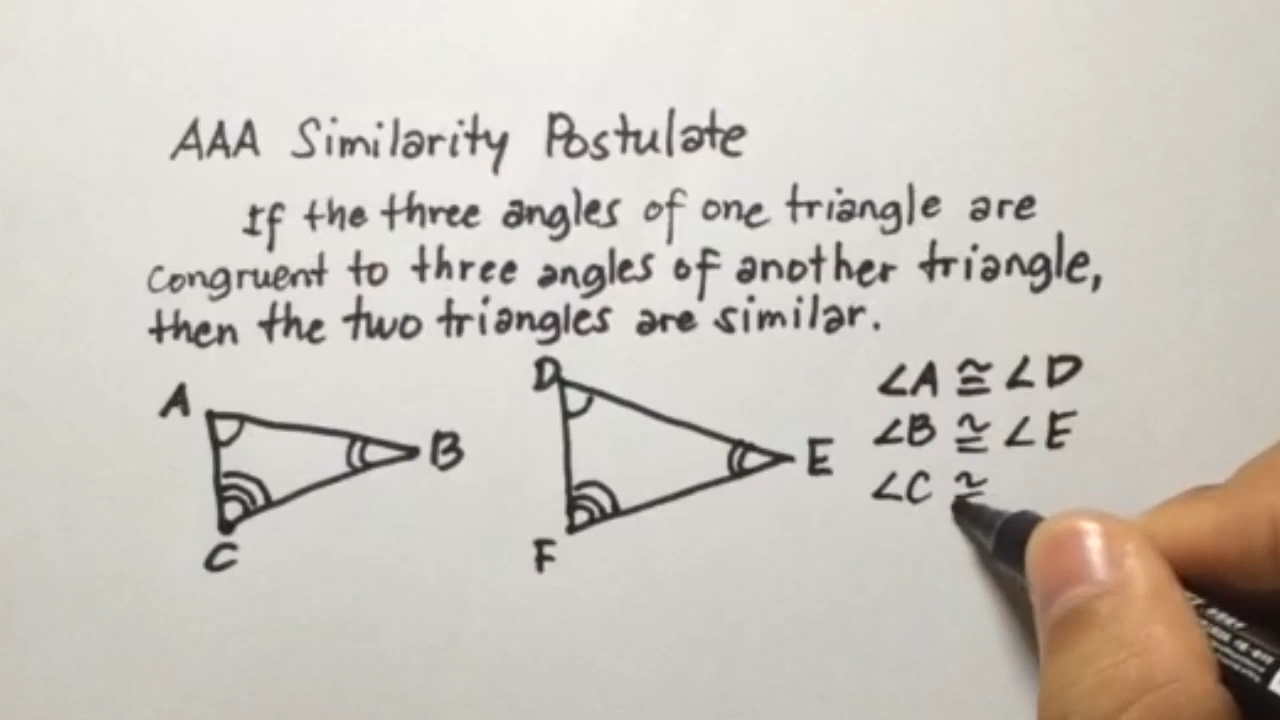 AAA Similarity Postulate
If the three angles of one triangle are
congruent to three angles of another triangle,
then the two triangles are similar.
A
B
C
D
E
F
∠A ≅ ∠D
∠B ≅ ∠E
∠C ≅